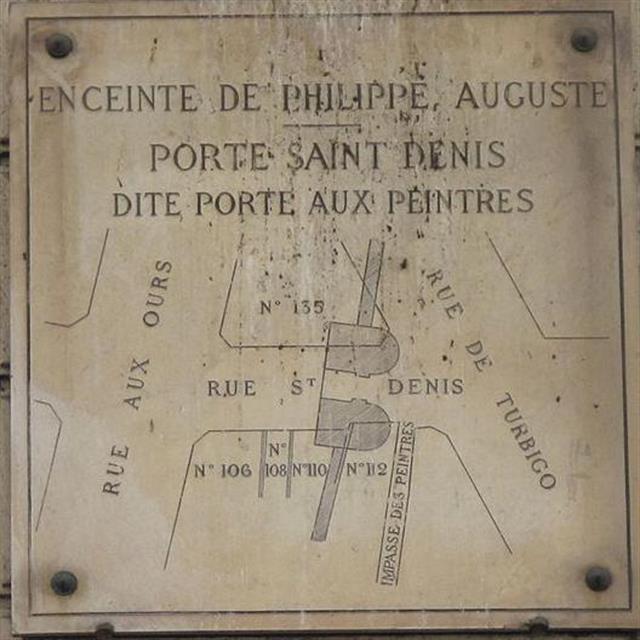 ENCEINTE DE PHILIPPE AUGUSTE
PORTE SAINT DENIS
DITE PORTE AUX PEINTRES
RUE AUX OURS
N° 135
RUE DE TURBIGO
RUE ST DENIS
N° 106
N° 108
N° 110
N° 112
IMPASSE DES PEINTRES